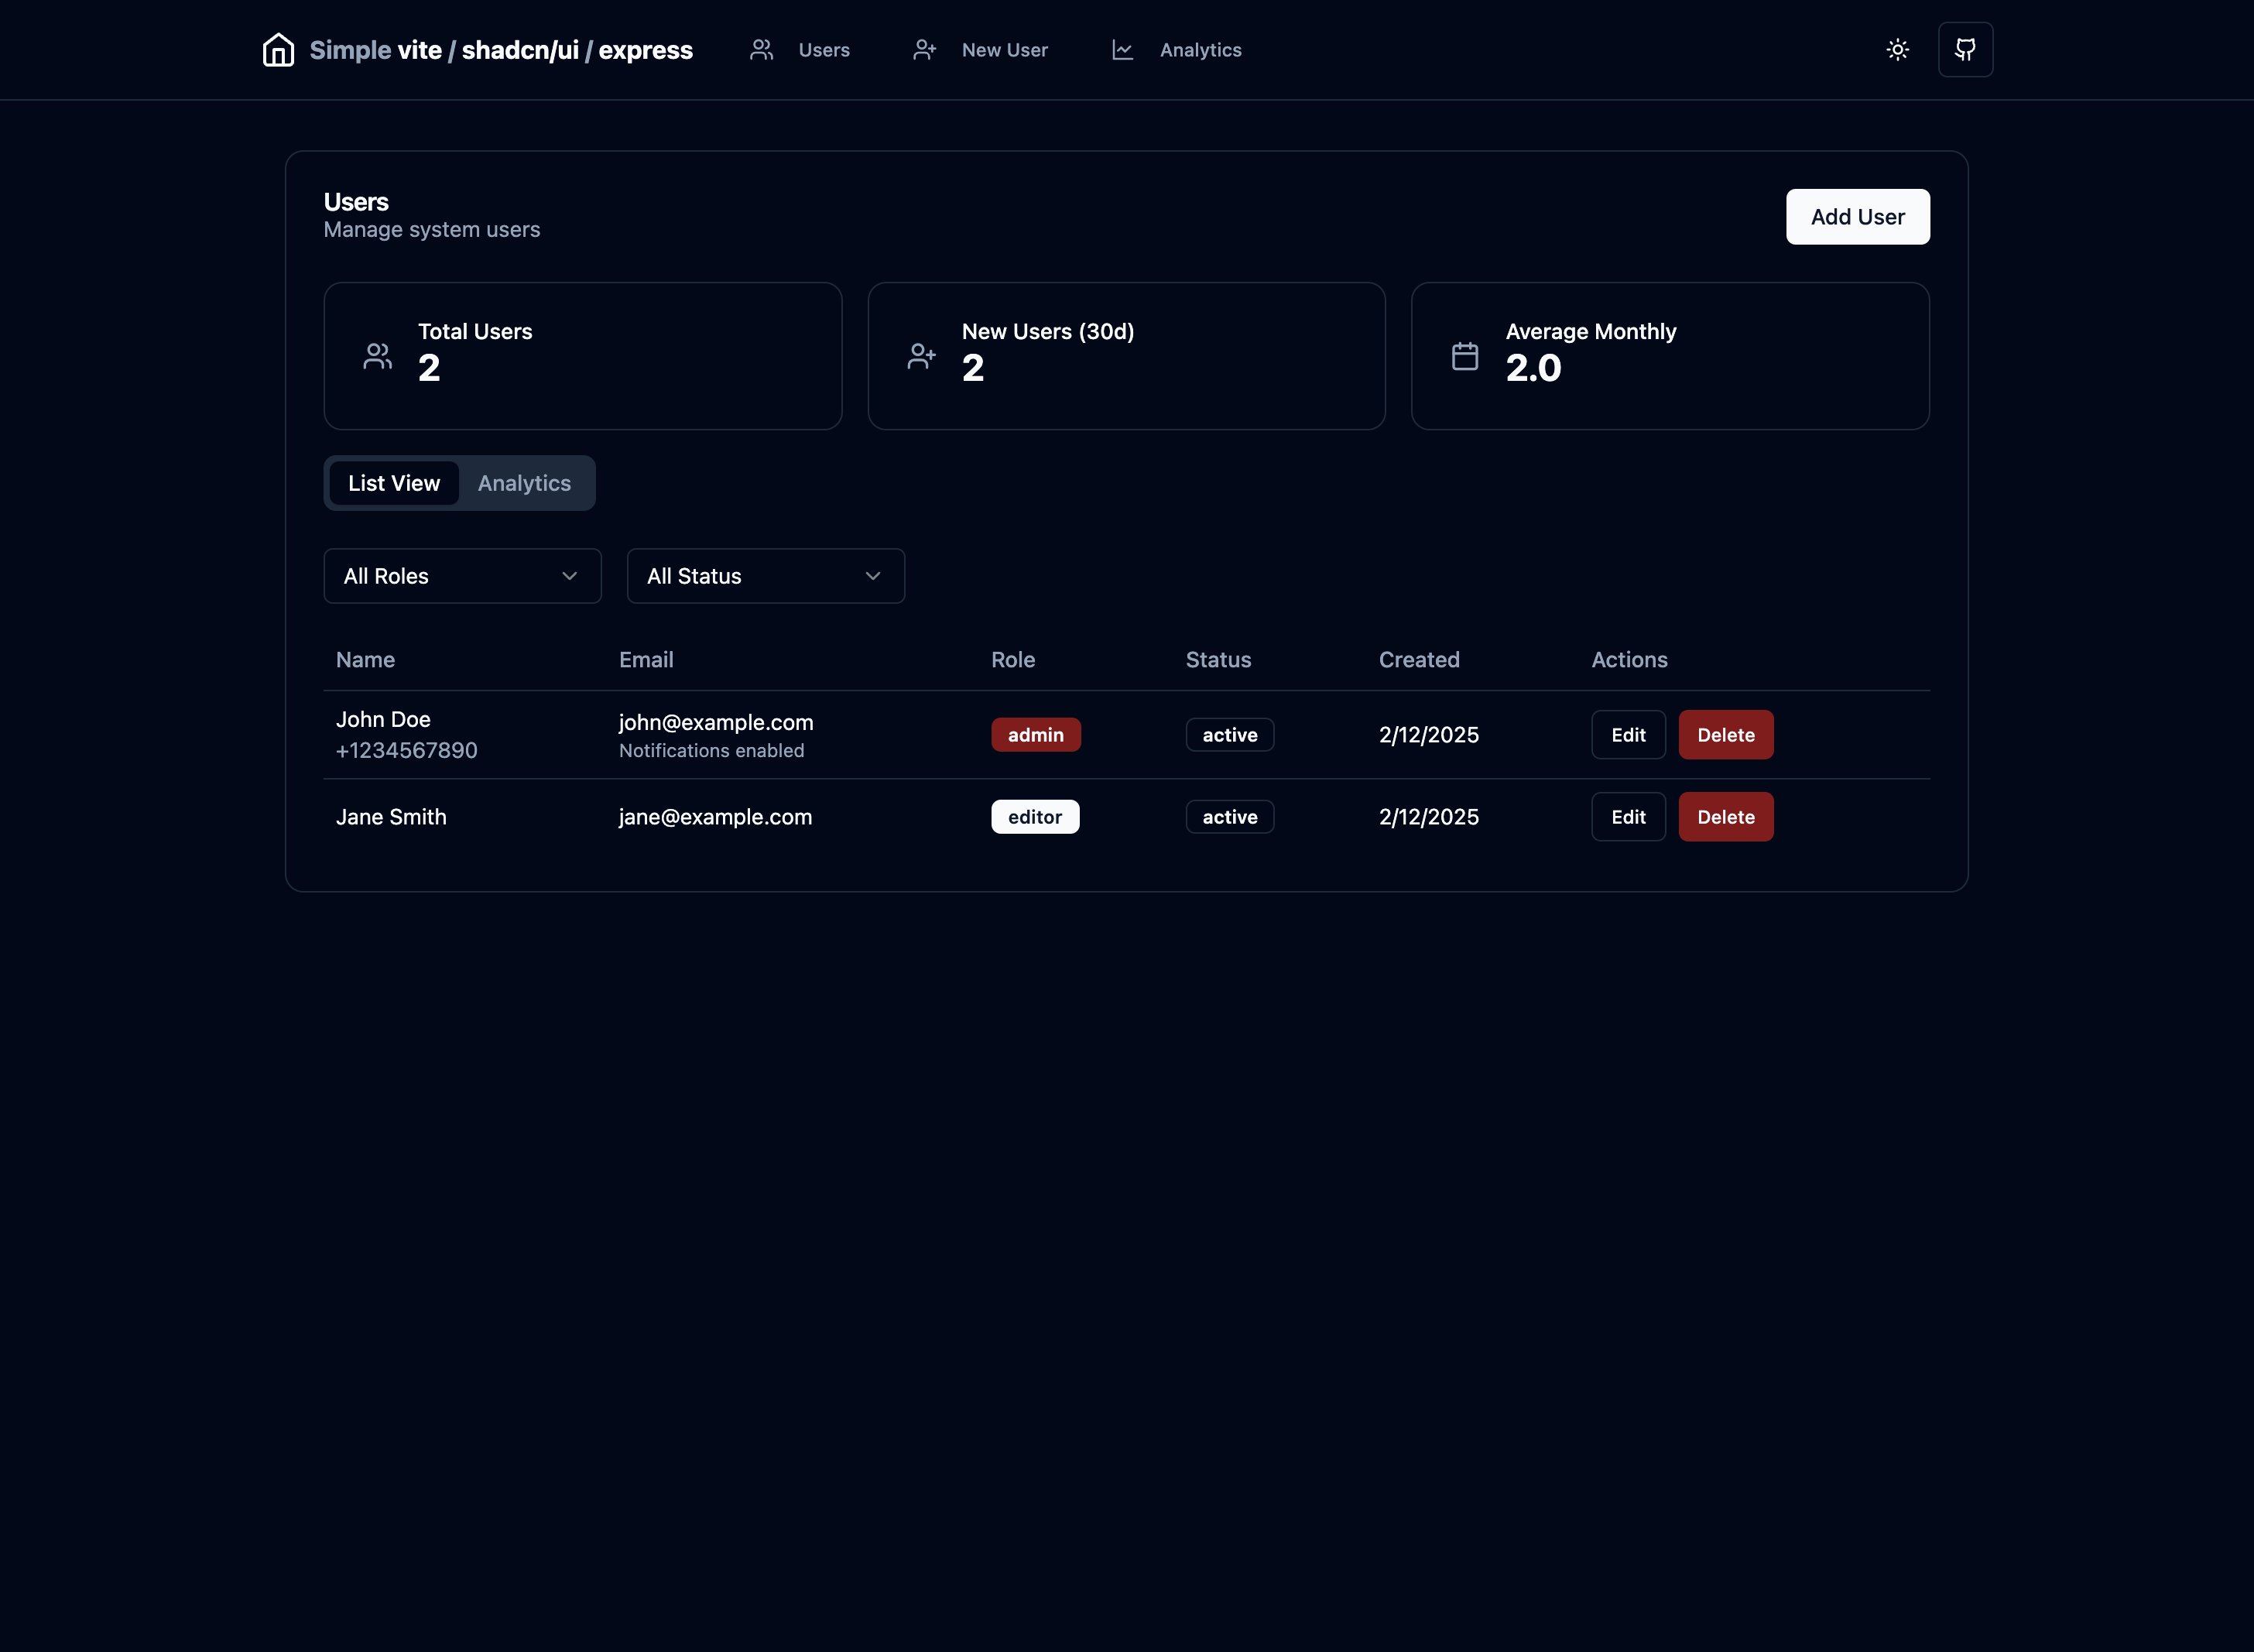 Simple vite / shadcn/ui / express
Users
New User
Analytics
Users
Manage system users
Add User
Total Users
2
New Users (30d)
2
Average Monthly
2.0
List View
Analytics
All Roles
All Status
Name Email Role Status Created Actions
John Doe
+1234567890
john@example.com
Notifications enabled
admin
active
2/12/2025
Edit
Delete
Jane Smith
jane@example.com
editor
active
2/12/2025
Edit
Delete